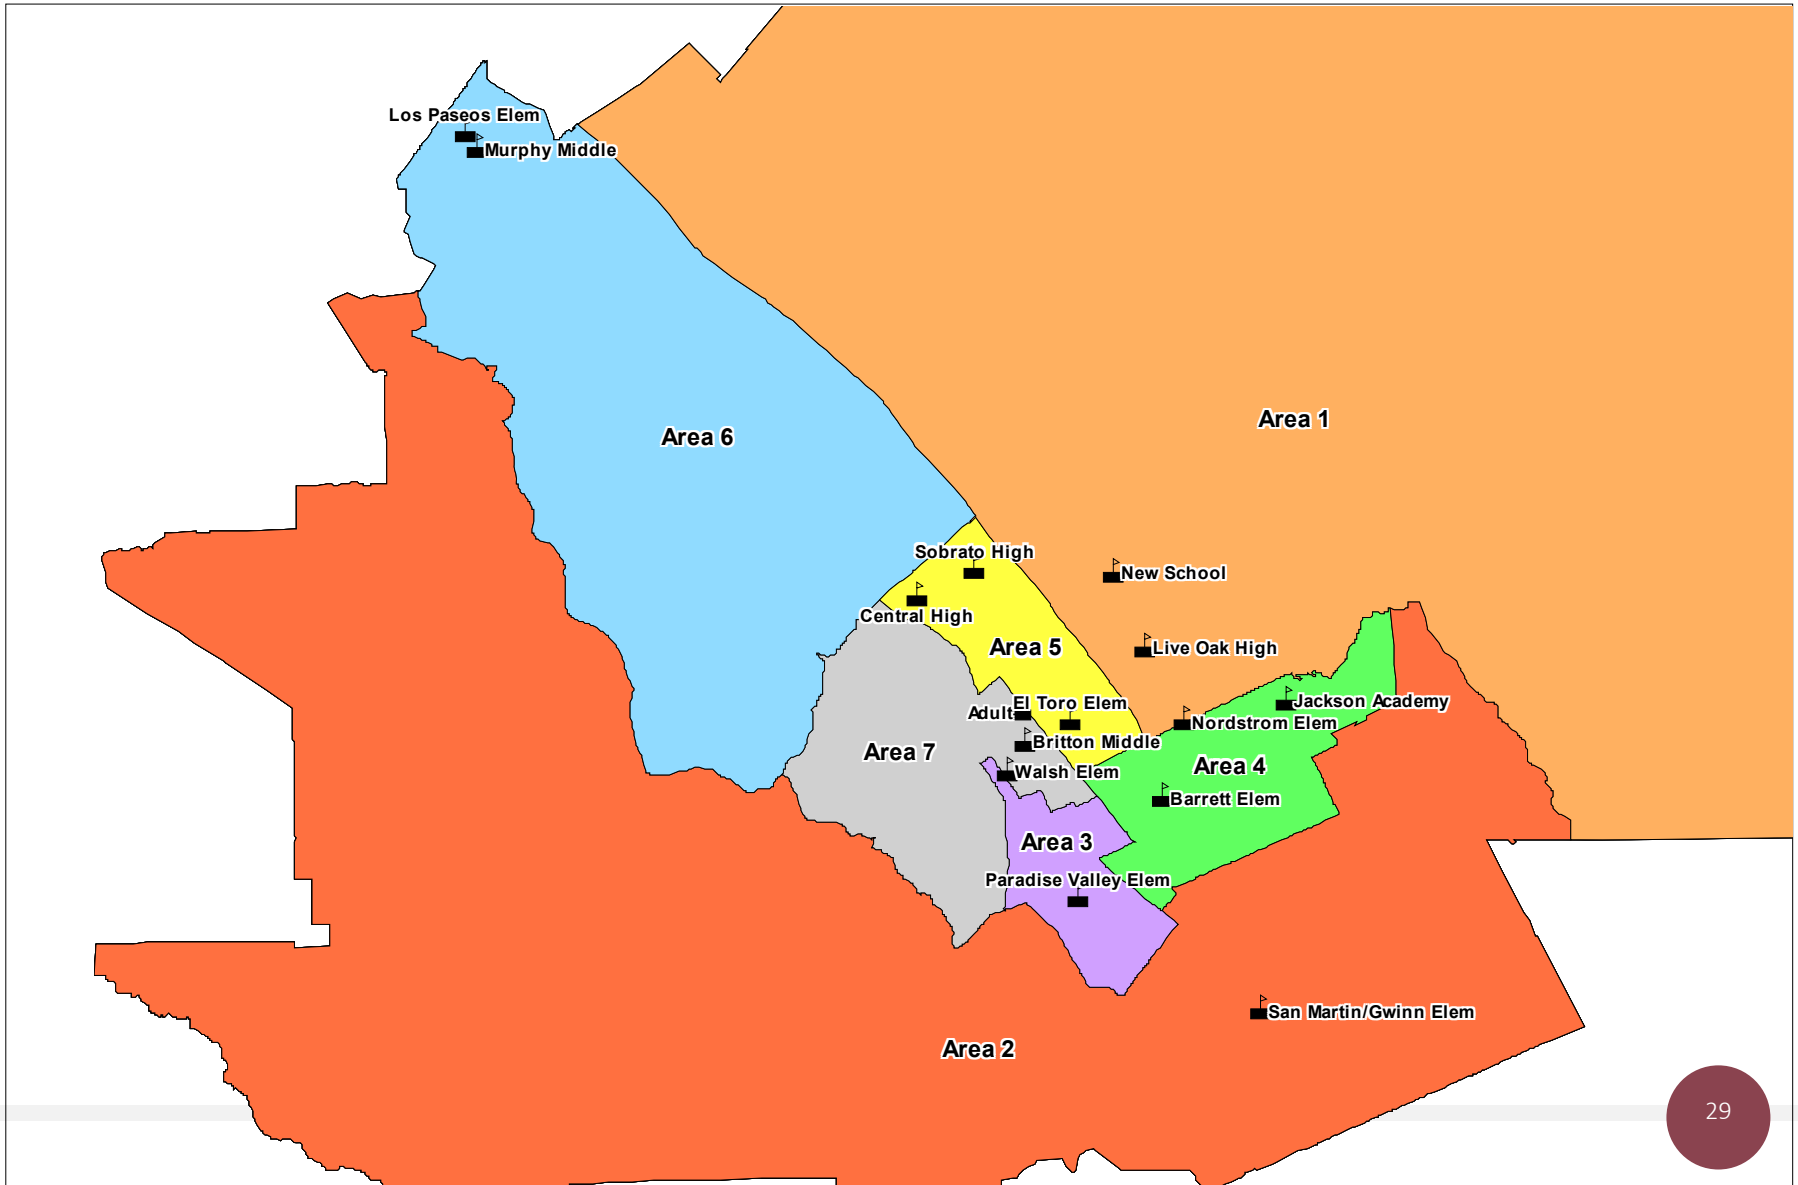 Los Paseos Elem
Murphy Middle
Area 1
Area 6
Sobrato High
New School
Central High
Area 5
Live Oak High
Jackson Academy
El Toro Elem
Adult
Nordstrom Elem
Britton Middle
Area 7
Area 4
Walsh Elem
Barrett Elem
Area 3
Paradise Valley Elem
San Martin/Gwinn Elem
Area 2
29